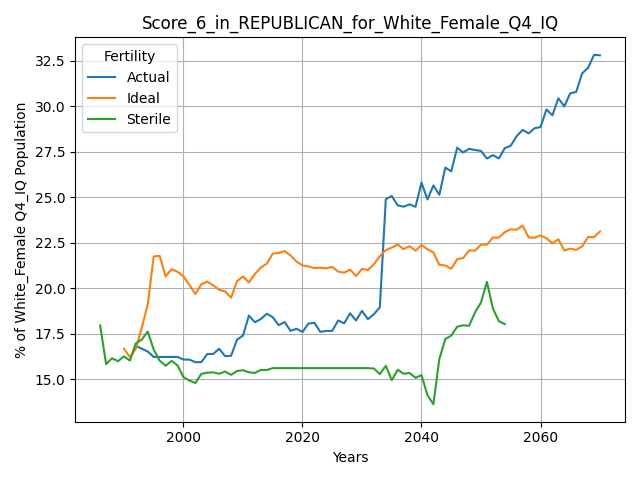 Score_6_in_REPUBLICAN_for_White_Female_Q4_IQ
Fertility
Actual
Ideal
Sterile
% of White_Female Q4_IQ Population
32.5
30.0
27.5
25.0
22.5
20.0
17.5
15.0
2000
2020
2040
2060
Years